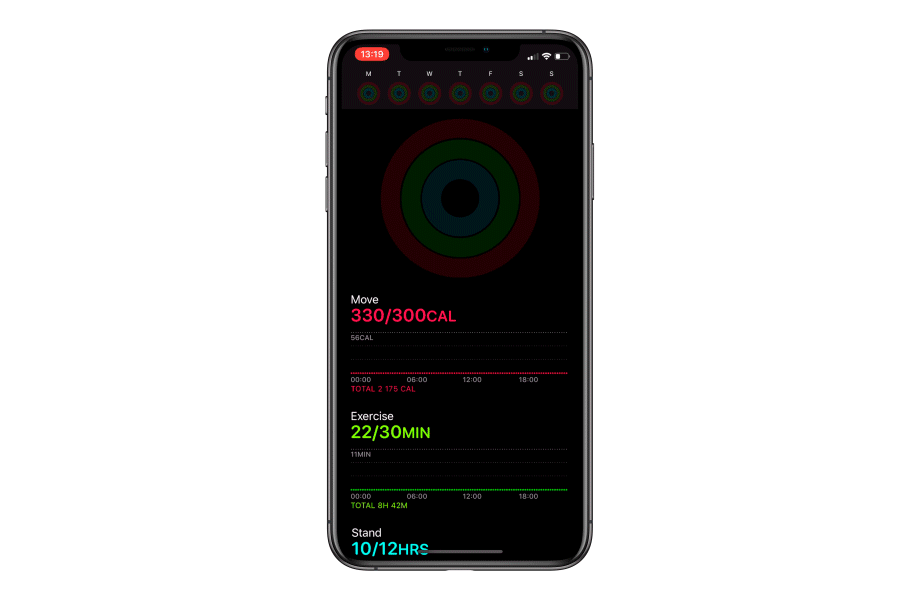 13:19
M T W T F S S
Move
330/300CAL
56CAL
00:00 06:00 12:00 18:00
TOTAL 2 178 CAL
Exercise
22/30MIN
11MIN
00:00 06:00 12:00 18:00
TOTAL 8H 42M
Stand
10/12HRS